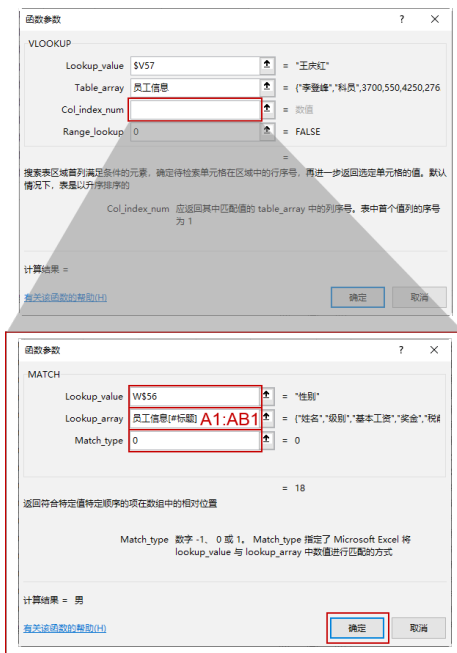 函数参数 ? ×
VLOOKUP
Lookup_value $V57 = "王庆红"
Table_array 员工信息 = {"李登峰","科员",3700,550,4250,276
Col_index_num = 数值
Range_lookup 0 = FALSE
=
搜索表区域首列满足条件的元素，确定待检索单元格在区域中的行序号，再进一步返回选定单元格的值。默认
情况下，表是以升序排序的
Col_index_num 应返回其中匹配值的 table_array 中的列序号。表中首个值列的序号
为 1
计算结果 =
有关该函数的帮助(H) 确定 取消
函数参数 ? ×
MATCH
Lookup_value W$56 = "性别"
Lookup_array 员工信息[#标题] A1:AB1 = {"姓名","级别","基本工资","奖金","税前
Match_type 0 = 0
= 18
返回符合特定值特定顺序的项在数组中的相对位置
Match_type 数字 -1、 0 或 1。 Match_type 指定了 Microsoft Excel 将
lookup_value 与 lookup_array 中数值进行匹配的方式
计算结果 = 男
有关该函数的帮助(H) 确定 取消